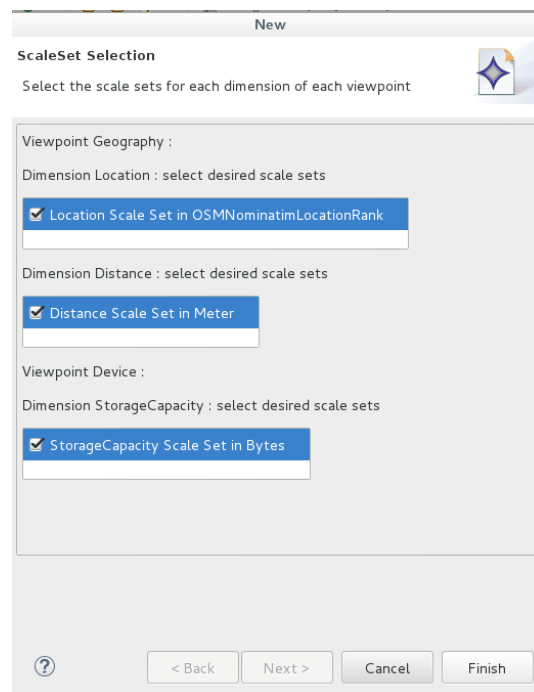 New
ScaleSet Selection
Select the scale sets for each dimension of each viewpoint
Viewpoint Geography :
Dimension Location : select desired scale sets
Location Scale Set in OSMNominatimLocationRank
Dimension Distance : select desired scale sets
Distance Scale Set in Meter
Viewpoint Device :
Dimension StorageCapacity : select desired scale sets
StorageCapacity Scale Set in Bytes
? < Back Next > Cancel Finish